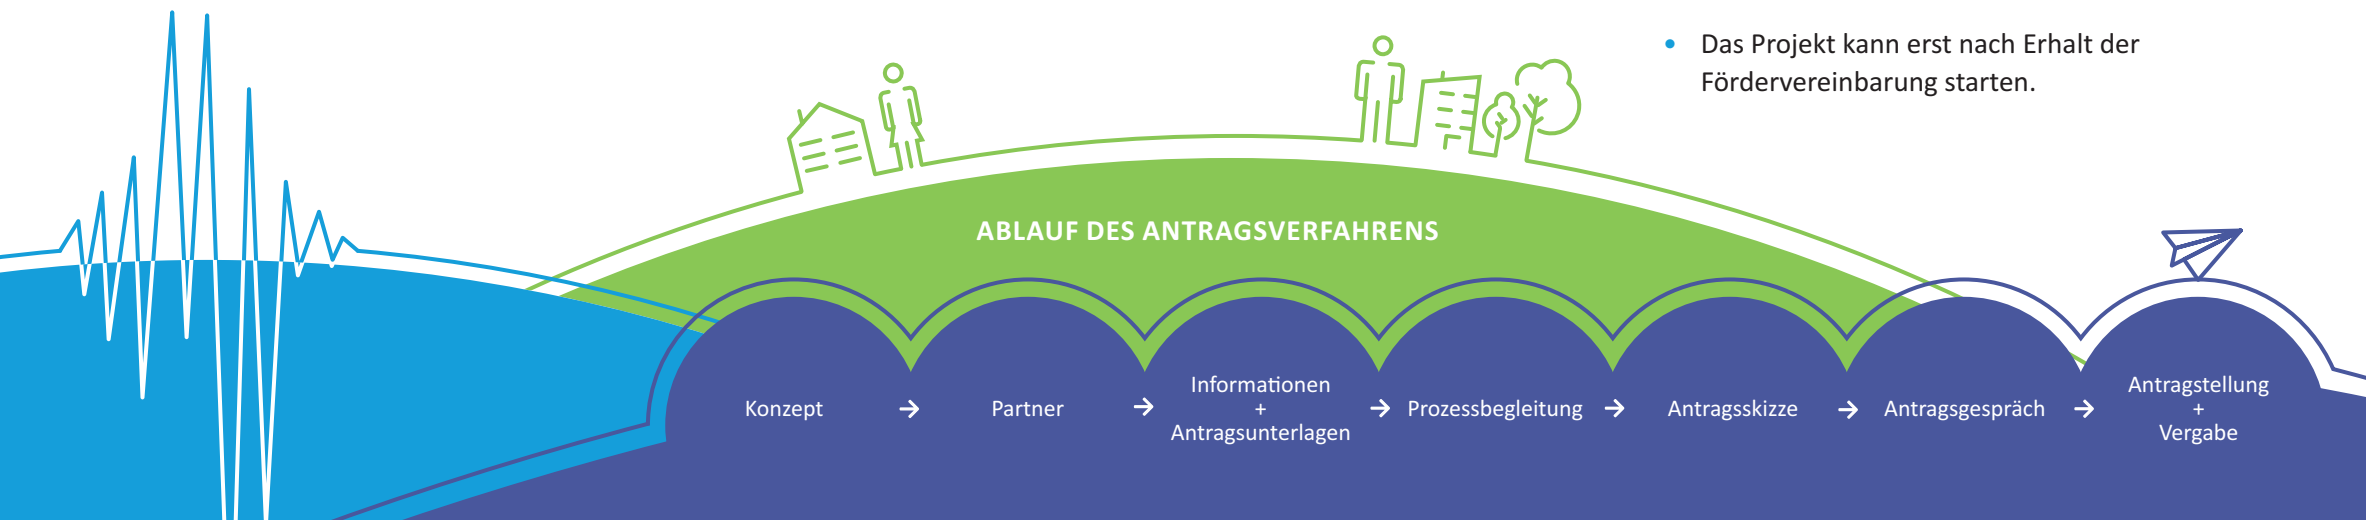 • Das Projekt kann erst nach Erhalt der
Fördervereinbarung starten.
ABLAUF DES ANTRAGSVERFAHRENS
Konzept → Partner → Informationen + Antragsunterlagen → Prozessbegleitung → Antragsskizze → Antragsgespräch → Antragstellung + Vergabe